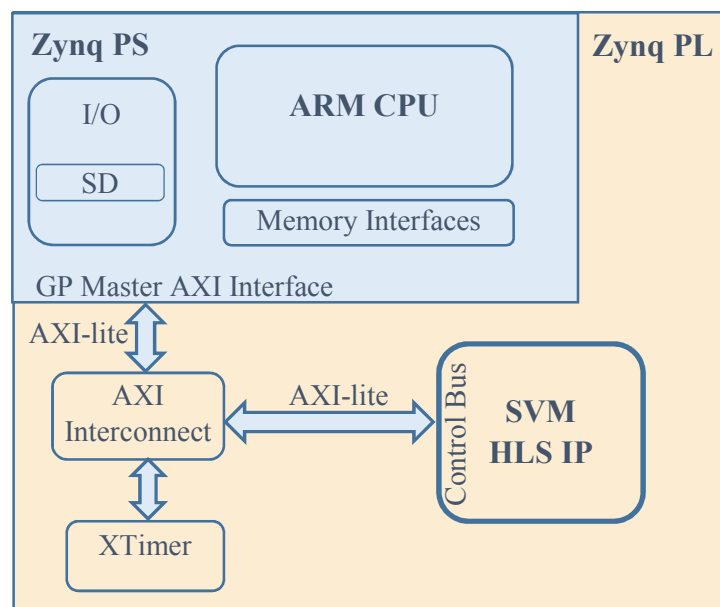 Zynq PS
Zynq PL
I/O
SD
ARM CPU
Memory Interfaces
GP Master AXI Interface
AXI-lite
AXI
Interconnect
AXI-lite
Control Bus
SVM
HLS IP
XTimer